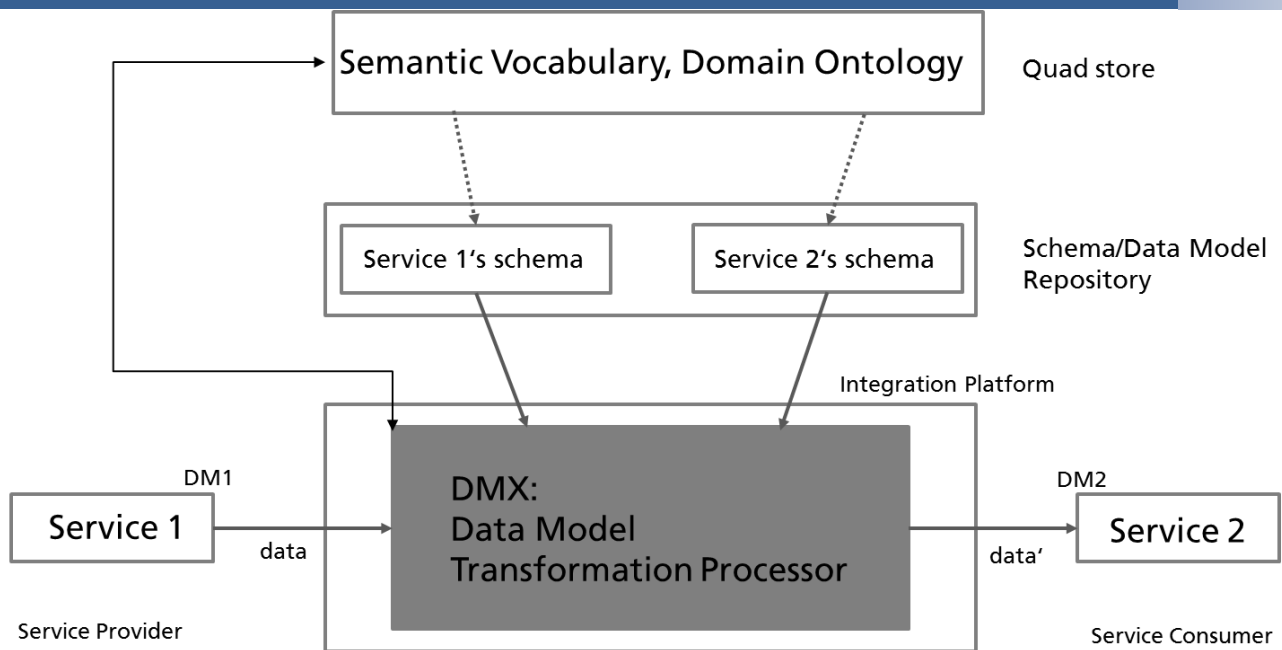 Semantic Vocabulary, Domain Ontology
Quad store
Service 1‘s schema
Service 2‘s schema
Schema/Data Model
Repository
Integration Platform
DM1
Service 1
data
DMX:
Data Model
Transformation Processor
DM2
Service 2
data‘
Service Provider
Service Consumer